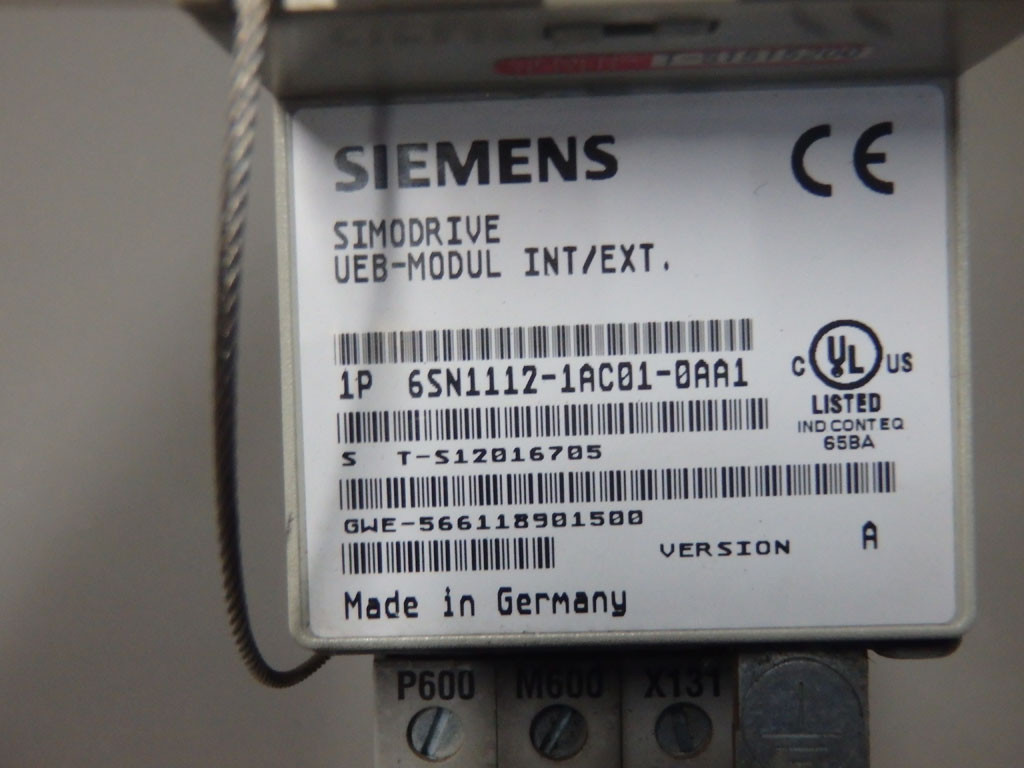 SIEMENS
CE
SIMODRIVE
UEB-MODUL INT/EXT.
1P 6SN1112-1AC01-0AA1
C UL US
LISTED
IND CONT EQ
65BA
S T-S12016705
GWE-566118901500
VERSION A
Made in Germany
P600 M600 X131